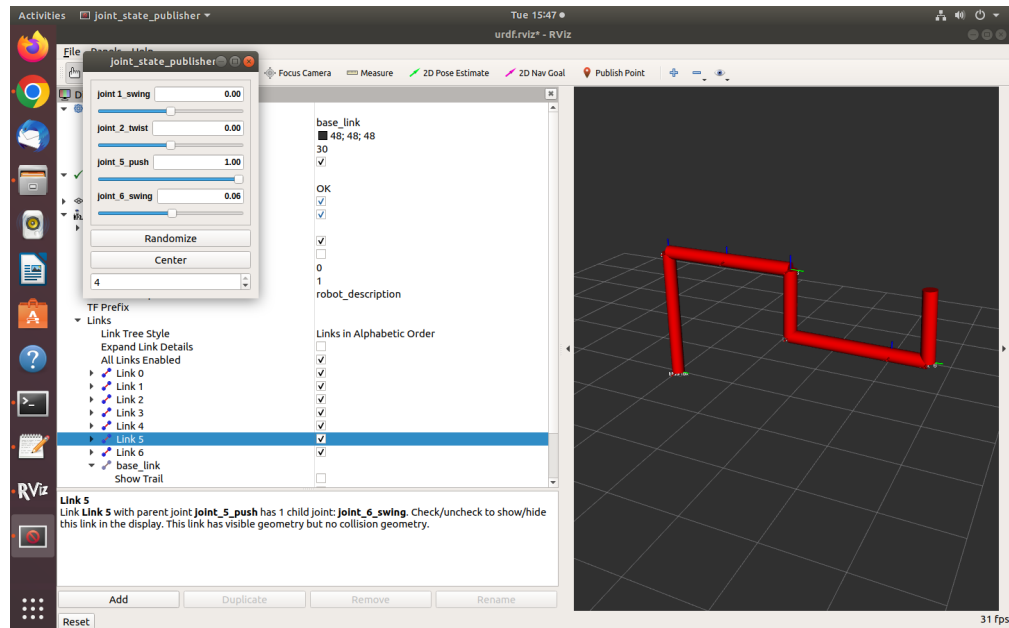 Activities joint_state_publisher Tue 15:47
urdf.rviz* - RViz
File Panels Help
joint_state_publisher
Focus Camera Measure 2D Pose Estimate 2D Nav Goal Publish Point
joint 1_swing 0.00
joint_2_twist 0.00
joint_5_push 1.00
joint_6_swing 0.06
Randomize
Center
4
D
base_link
48; 48; 48
30
OK
0
1
robot_description
TF Prefix
Links
Link Tree Style Links in Alphabetic Order
Expand Link Details
All Links Enabled
Link 0
Link 1
Link 2
Link 3
Link 4
Link 5
Link 6
base_link
Show Trail
Link 5
Link Link 5 with parent joint joint_5_push has 1 child joint: joint_6_swing. Check/uncheck to show/hide
this link in the display. This link has visible geometry but no collision geometry.
Add Duplicate Remove Rename
Reset 31 fps
RViz